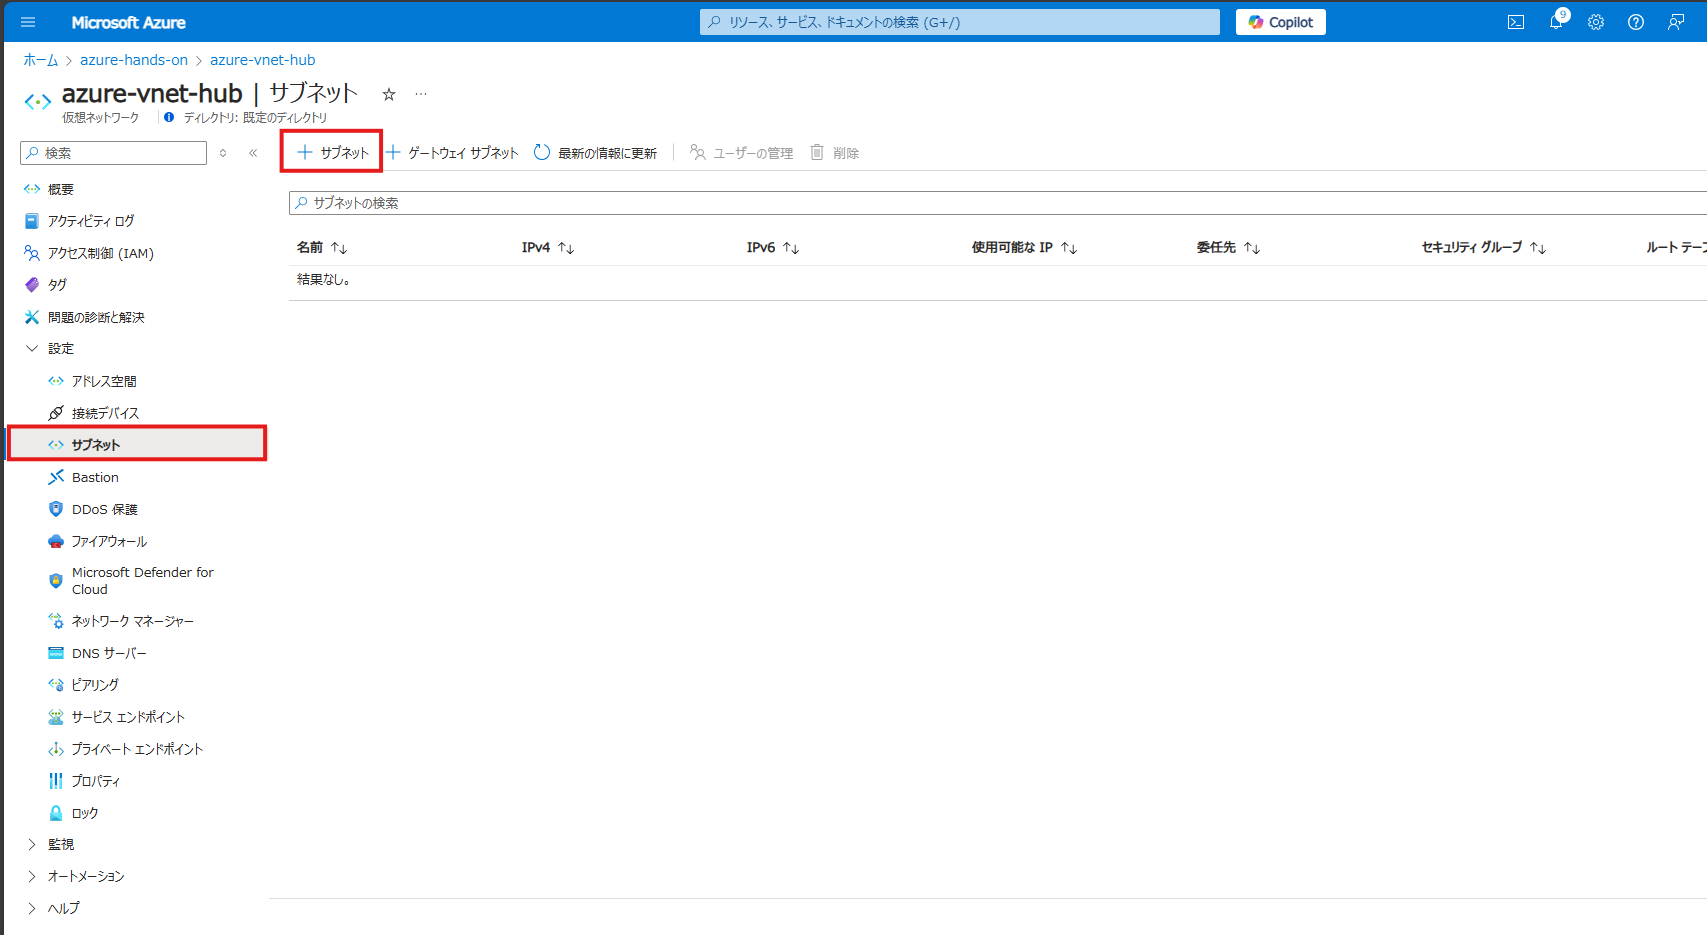 Microsoft Azure
リソース、サービス、ドキュメントの検索 (G+/)
Copilot
9
ホーム > azure-hands-on > azure-vnet-hub
azure-vnet-hub | サブネット
仮想ネットワーク
ディレクトリ: 既定のディレクトリ
検索
サブネット
ゲートウェイ サブネット
最新の情報に更新
ユーザーの管理
削除
サブネットの検索
名前
IPv4
IPv6
使用可能な IP
委任先
セキュリティ グループ
ルート テーブ
結果なし。
概要
アクティビティ ログ
アクセス制御 (IAM)
タグ
問題の診断と解決
設定
アドレス空間
接続デバイス
サブネット
Bastion
DDoS 保護
ファイアウォール
Microsoft Defender for
Cloud
ネットワーク マネージャー
DNS サーバー
ピアリング
サービス エンドポイント
プライベート エンドポイント
プロパティ
ロック
監視
オートメーション
ヘルプ